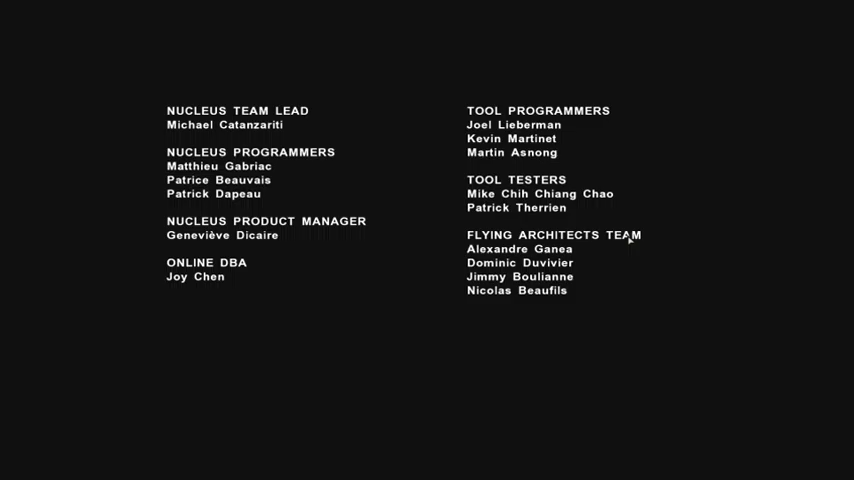 NUCLEUS TEAM LEAD
Michael Catanzariti
NUCLEUS PROGRAMMERS
Matthieu Gabriac
Patrice Beauvais
Patrick Dapeau
NUCLEUS PRODUCT MANAGER
Geneviève Dicaire
ONLINE DBA
Joy Chen
TOOL PROGRAMMERS
Joel Lieberman
Kevin Martinet
Martin Asnong
TOOL TESTERS
Mike Chih Chiang Chao
Patrick Therrien
FLYING ARCHITECTS TEAM
Alexandre Ganea
Dominic Duvivier
Jimmy Boulianne
Nicolas Beaufils